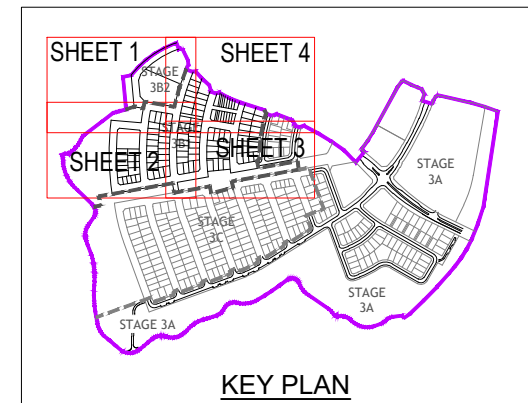 SHEET 1
SHEET 4
STAGE
3B2
STAGE
SHEET 2
SHEET 3
STAGE
3A
STAGE
3C
STAGE
3A
STAGE 3A
KEY PLAN